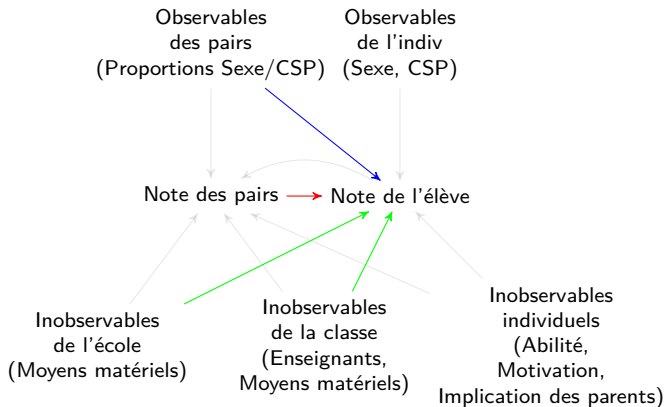 Observables
des pairs
(Proportions Sexe/CSP)
Observables
de l'indiv
(Sexe, CSP)
Note des pairs
Note de l'élève
Inobservables
de l'école
(Moyens matériels)
Inobservables
de la classe
(Enseignants,
Moyens matériels)
Inobservables
individuels
(Abilité,
Motivation,
Implication des parents)